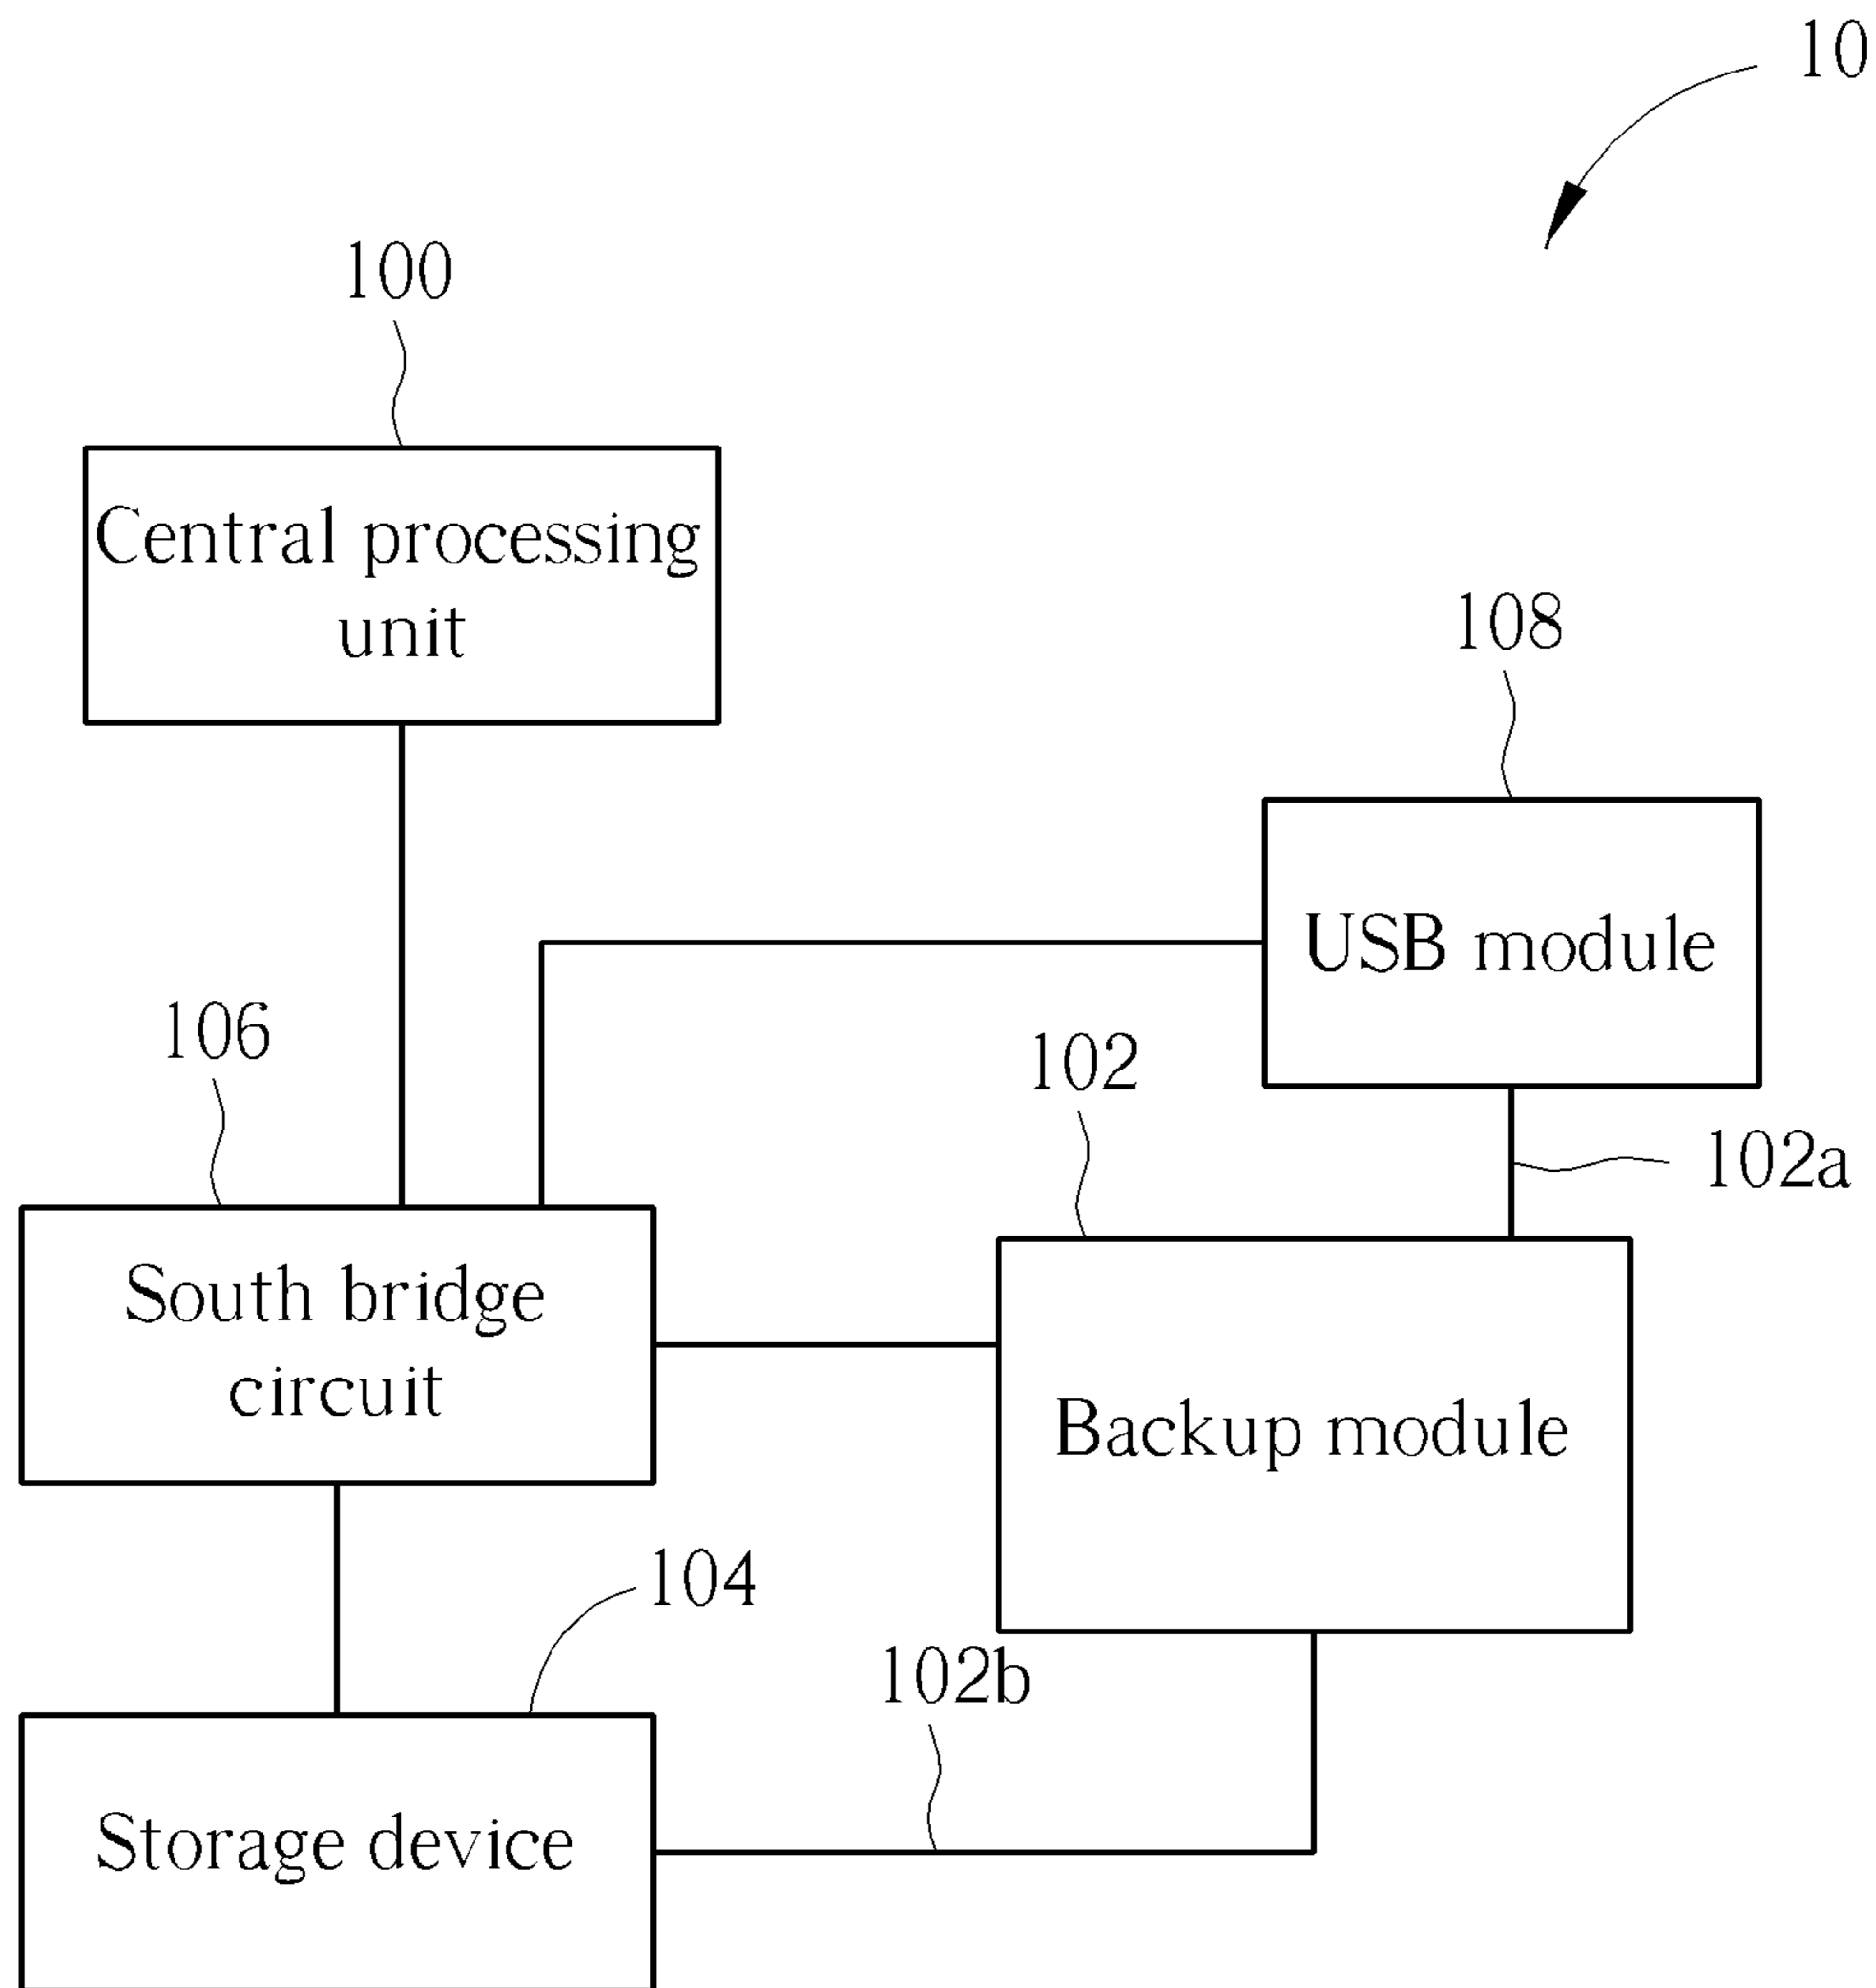 10
100
Central processing
unit
108
USB module
106
102
102a
South bridge
circuit
Backup module
104
102b
Storage device